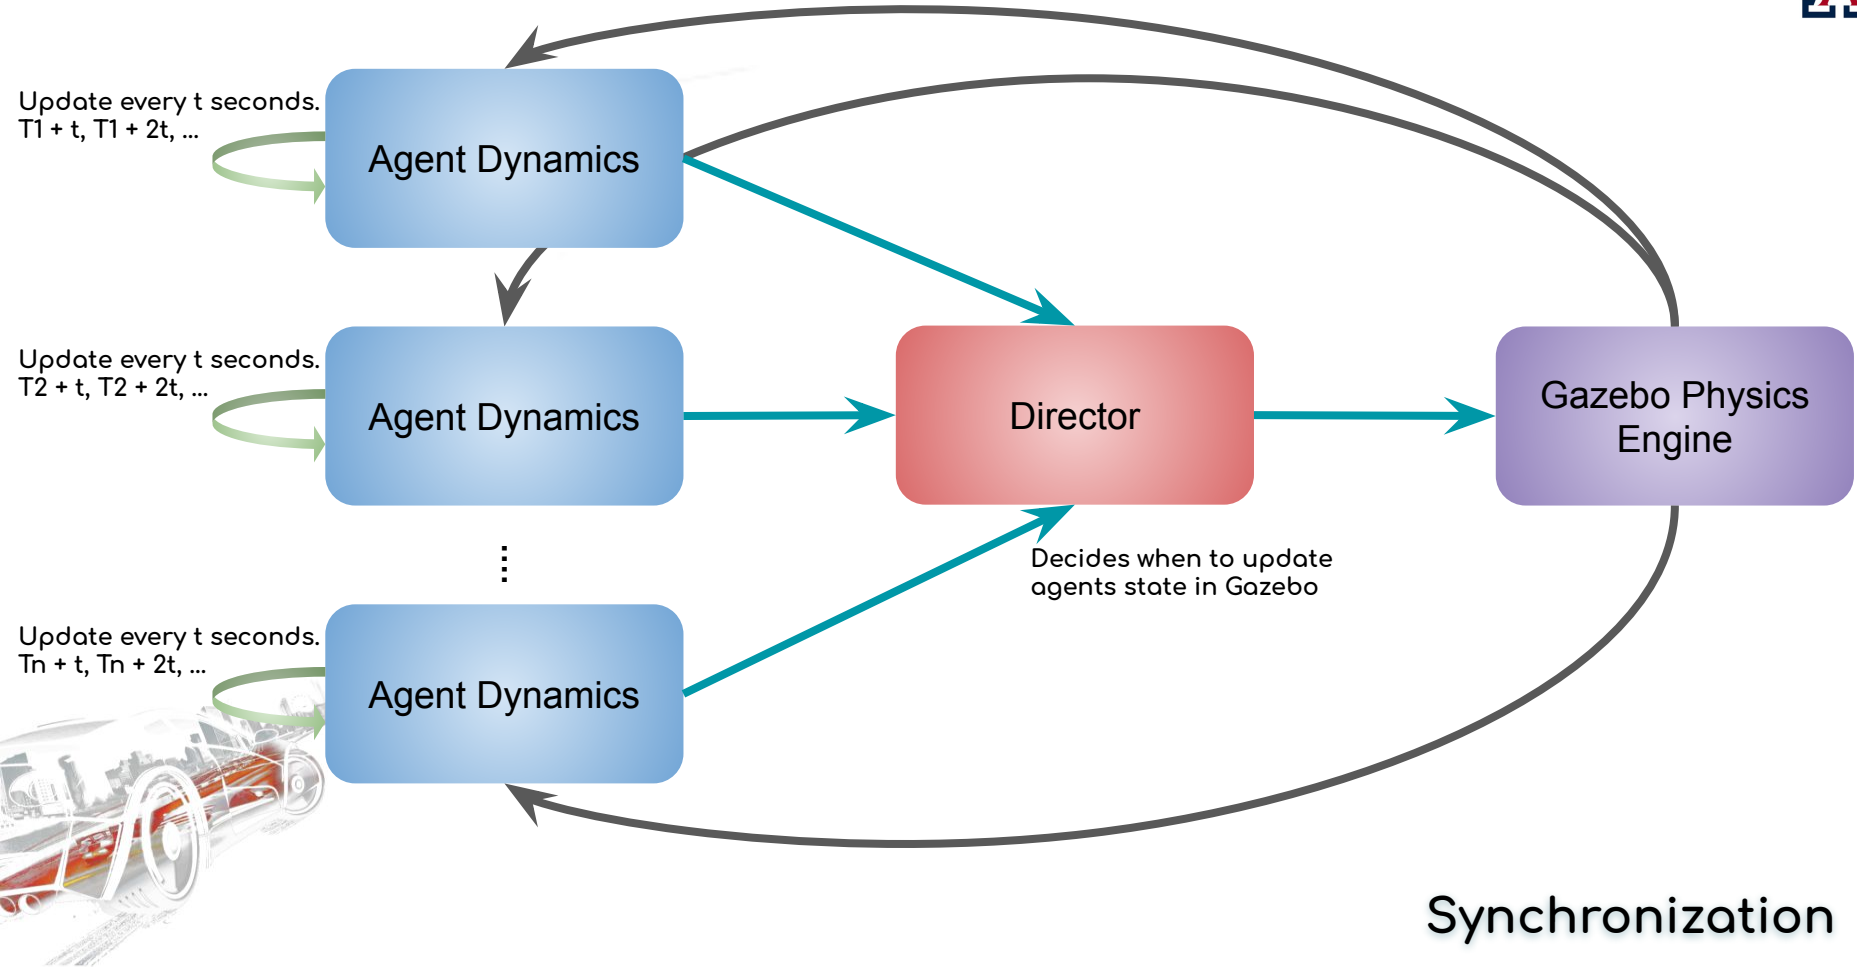 Update every t seconds.
T1 + t, T1 + 2t, ...
Agent Dynamics
Update every t seconds.
T2 + t, T2 + 2t, ...
Agent Dynamics
Director
Gazebo Physics
Engine
....
Decides when to update
agents state in Gazebo
Update every t seconds.
Tn + t, Tn + 2t, ...
Agent Dynamics
Synchronization